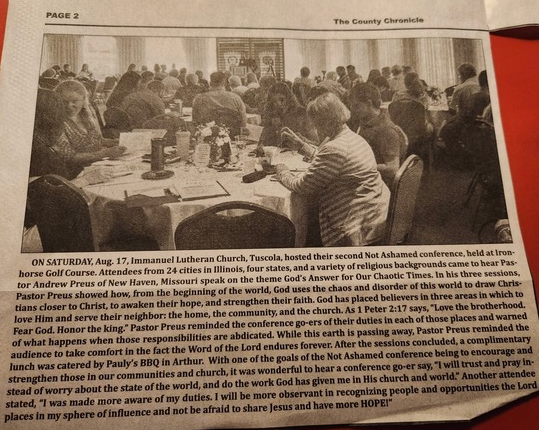 PAGE 2
The County Chronicle
ON SATURDAY, Aug. 17, Immanuel Lutheran Church, Tuscola, hosted their second Not Ashamed conference, held at Iron-
horse Golf Course. Attendees from 24 cities in Illinois, four states, and a variety of religious backgrounds came to hear Pas-
tor Andrew Preus of New Haven, Missouri speak on the theme God's Answer for Our Chaotic Times. In his three sessions,
Pastor Preus showed how, from the beginning of the world, God uses the chaos and disorder of this world to draw Chris-
tians closer to Christ, to awaken their hope, and strengthen their faith. God has placed believers in three areas in which to
love Him and serve their neighbor: the home, the community, and the church. As 1 Peter 2:17 says, "Love the brotherhood.
Fear God. Honor the king." Pastor Preus reminded the conference go-ers of their duties in each of those places and warned
of what happens when those responsibilities are abdicated. While this earth is passing away, Pastor Preus reminded the
audience to take comfort in the fact the Word of the Lord endures forever. After the sessions concluded, a complimentary
lunch was catered by Pauly's BBQ in Arthur. With one of the goals of the Not Ashamed conference being to encourage and
strengthen those in our communities and church, it was wonderful to hear a conference go-er say, "I will trust and pray in-
stead of worry about the state of the world, and do the work God has given me in His church and world." Another attendee
stated, "I was made more aware of my duties. I will be more observant in recognizing people and opportunities the Lord
places in my sphere of influence and not be afraid to share Jesus and have more HOPE!"